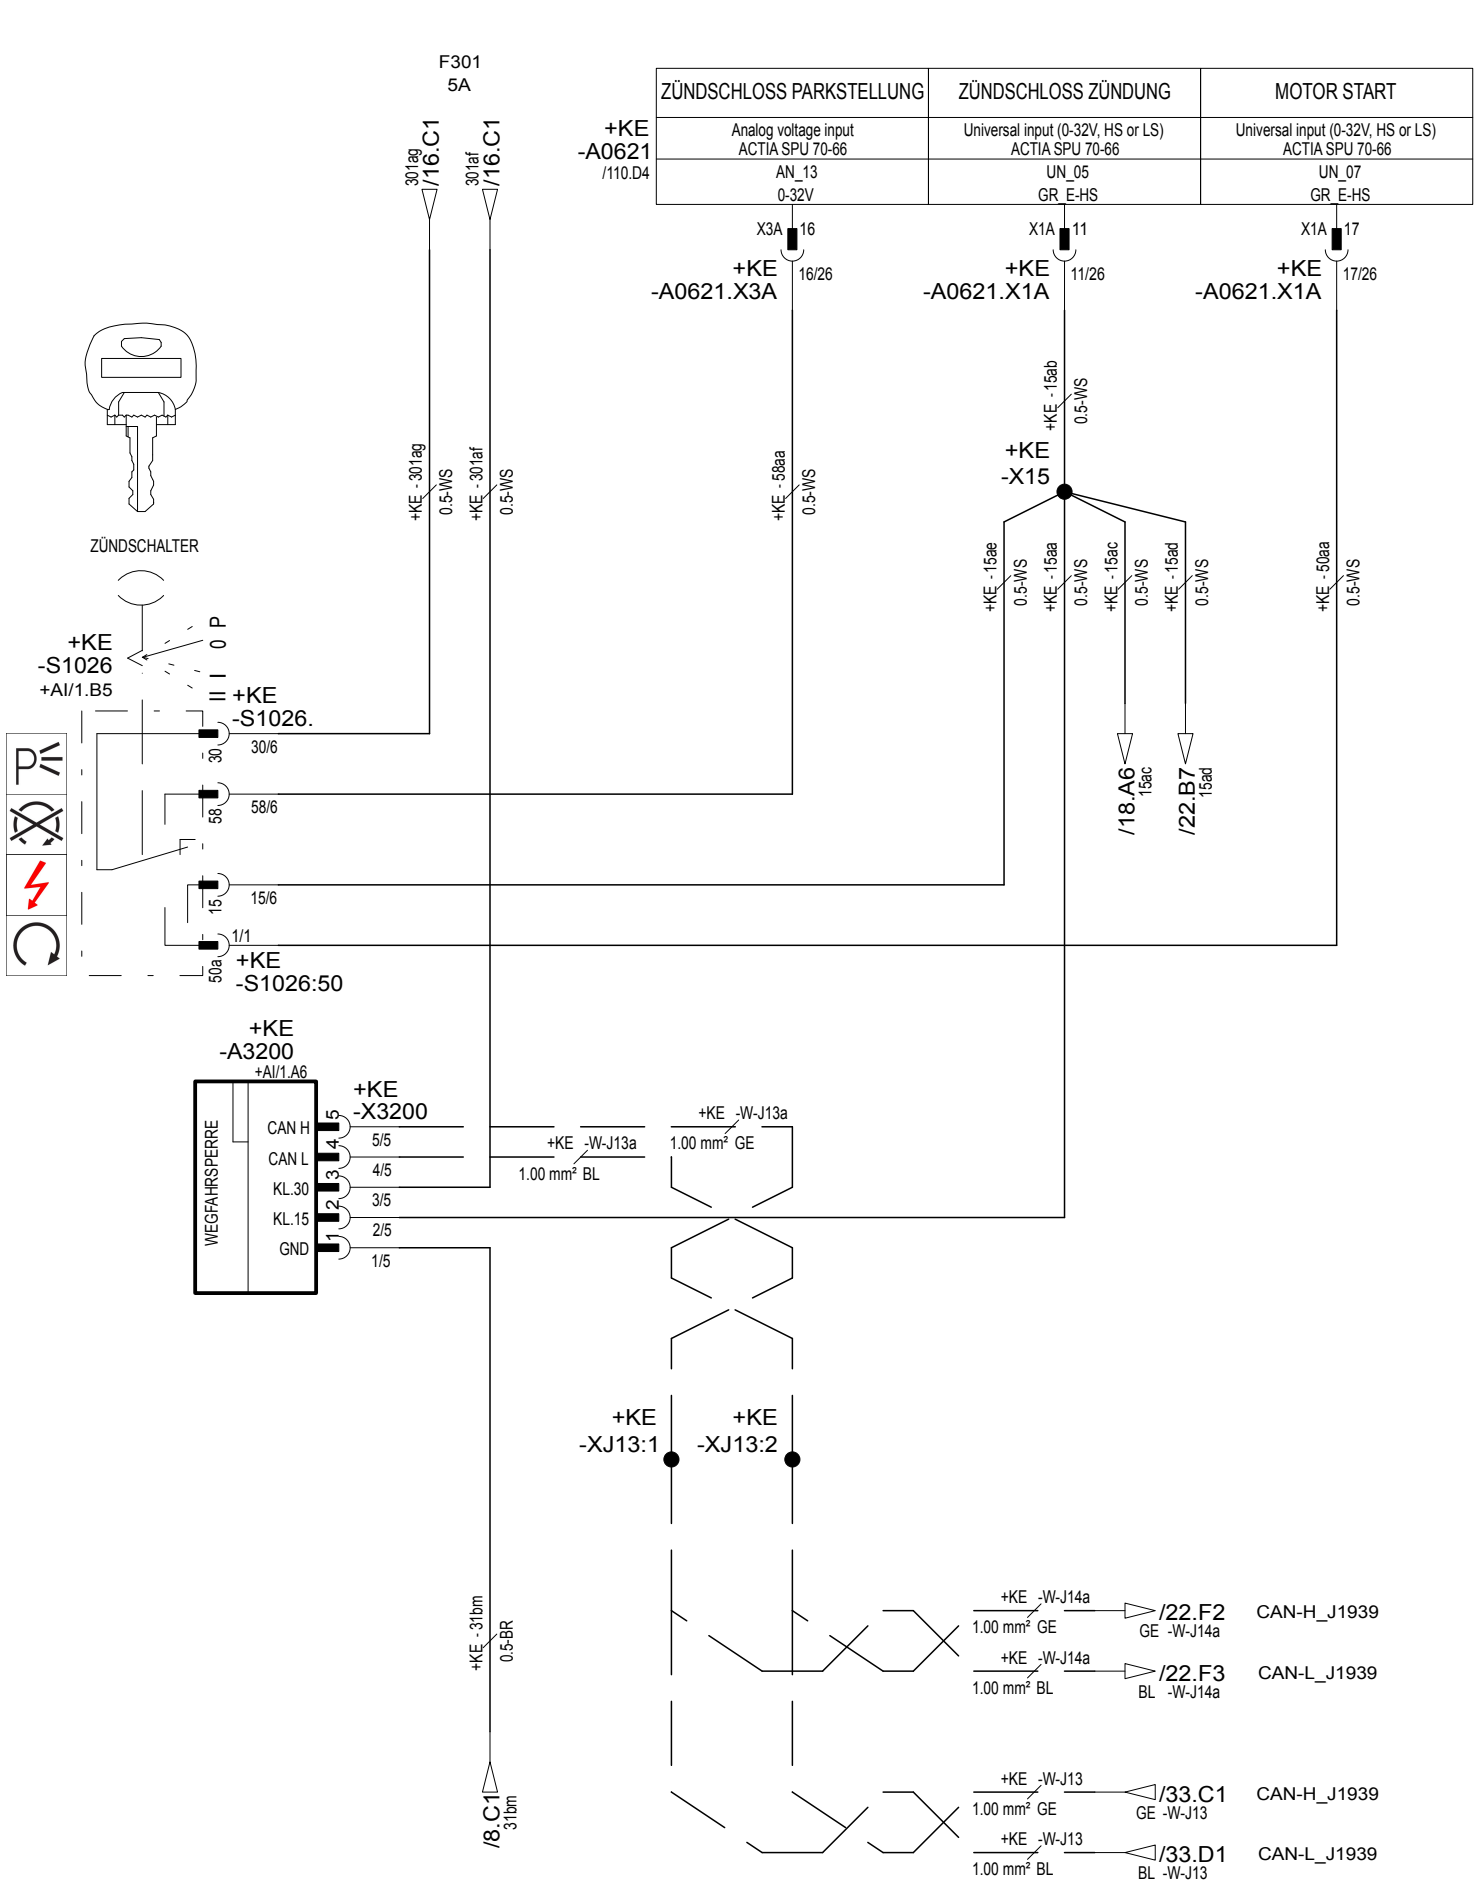 F301
5A
301ag
/16.C1
301af
/16.C1
+KE
-A0621
/110.D4
ZÜNDSCHLOSS PARKSTELLUNG
Analog voltage input
ACTIA SPU 70-66
AN_13
0-32V
ZÜNDSCHLOSS ZÜNDUNG
Universal input (0-32V, HS or LS)
ACTIA SPU 70-66
UN_05
GR_E-HS
MOTOR START
Universal input (0-32V, HS or LS)
ACTIA SPU 70-66
UN_07
GR_E-HS
X3A 16
+KE
-A0621.X3A
16/26
X1A 11
+KE
-A0621.X1A
11/26
X1A 17
+KE
-A0621.X1A
17/26
+KE -15ab
0.5-WS
+KE
-X15
+KE -301ag
0.5-WS
+KE -301af
0.5-WS
+KE -58aa
0.5-WS
+KE -15ae
0.5-WS
+KE -15aa
0.5-WS
+KE -15ac
0.5-WS
+KE -15ad
0.5-WS
+KE -50aa
0.5-WS
ZÜNDSCHALTER
+KE
-S1026
+AI/1.B5
P
0
I
II
+KE
-S1026.
30
30/6
58
58/6
P
/18.A6
15ac
/22.B7
15ad
15
15/6
50a
1/1
+KE
-S1026:50
+KE
-A3200
+AI/1.A6
WEGFAHRSPERRE
+KE
-X3200
CAN H
5
5/5
CAN L
4
4/5
KL.30
3
3/5
KL.15
2
2/5
GND
1
1/5
+KE -W-J13a
1.00 mm² GE
+KE -W-J13a
1.00 mm² BL
+KE
-XJ13:1
+KE
-XJ13:2
+KE -31bm
0.5-BR
/8.C1
31bm
+KE -W-J14a
1.00 mm² GE
/22.F2
GE -W-J14a
CAN-H_J1939
+KE -W-J14a
1.00 mm² BL
/22.F3
BL -W-J14a
CAN-L_J1939
+KE -W-J13
1.00 mm² GE
/33.C1
GE -W-J13
CAN-H_J1939
+KE -W-J13
1.00 mm² BL
/33.D1
BL -W-J13
CAN-L_J1939